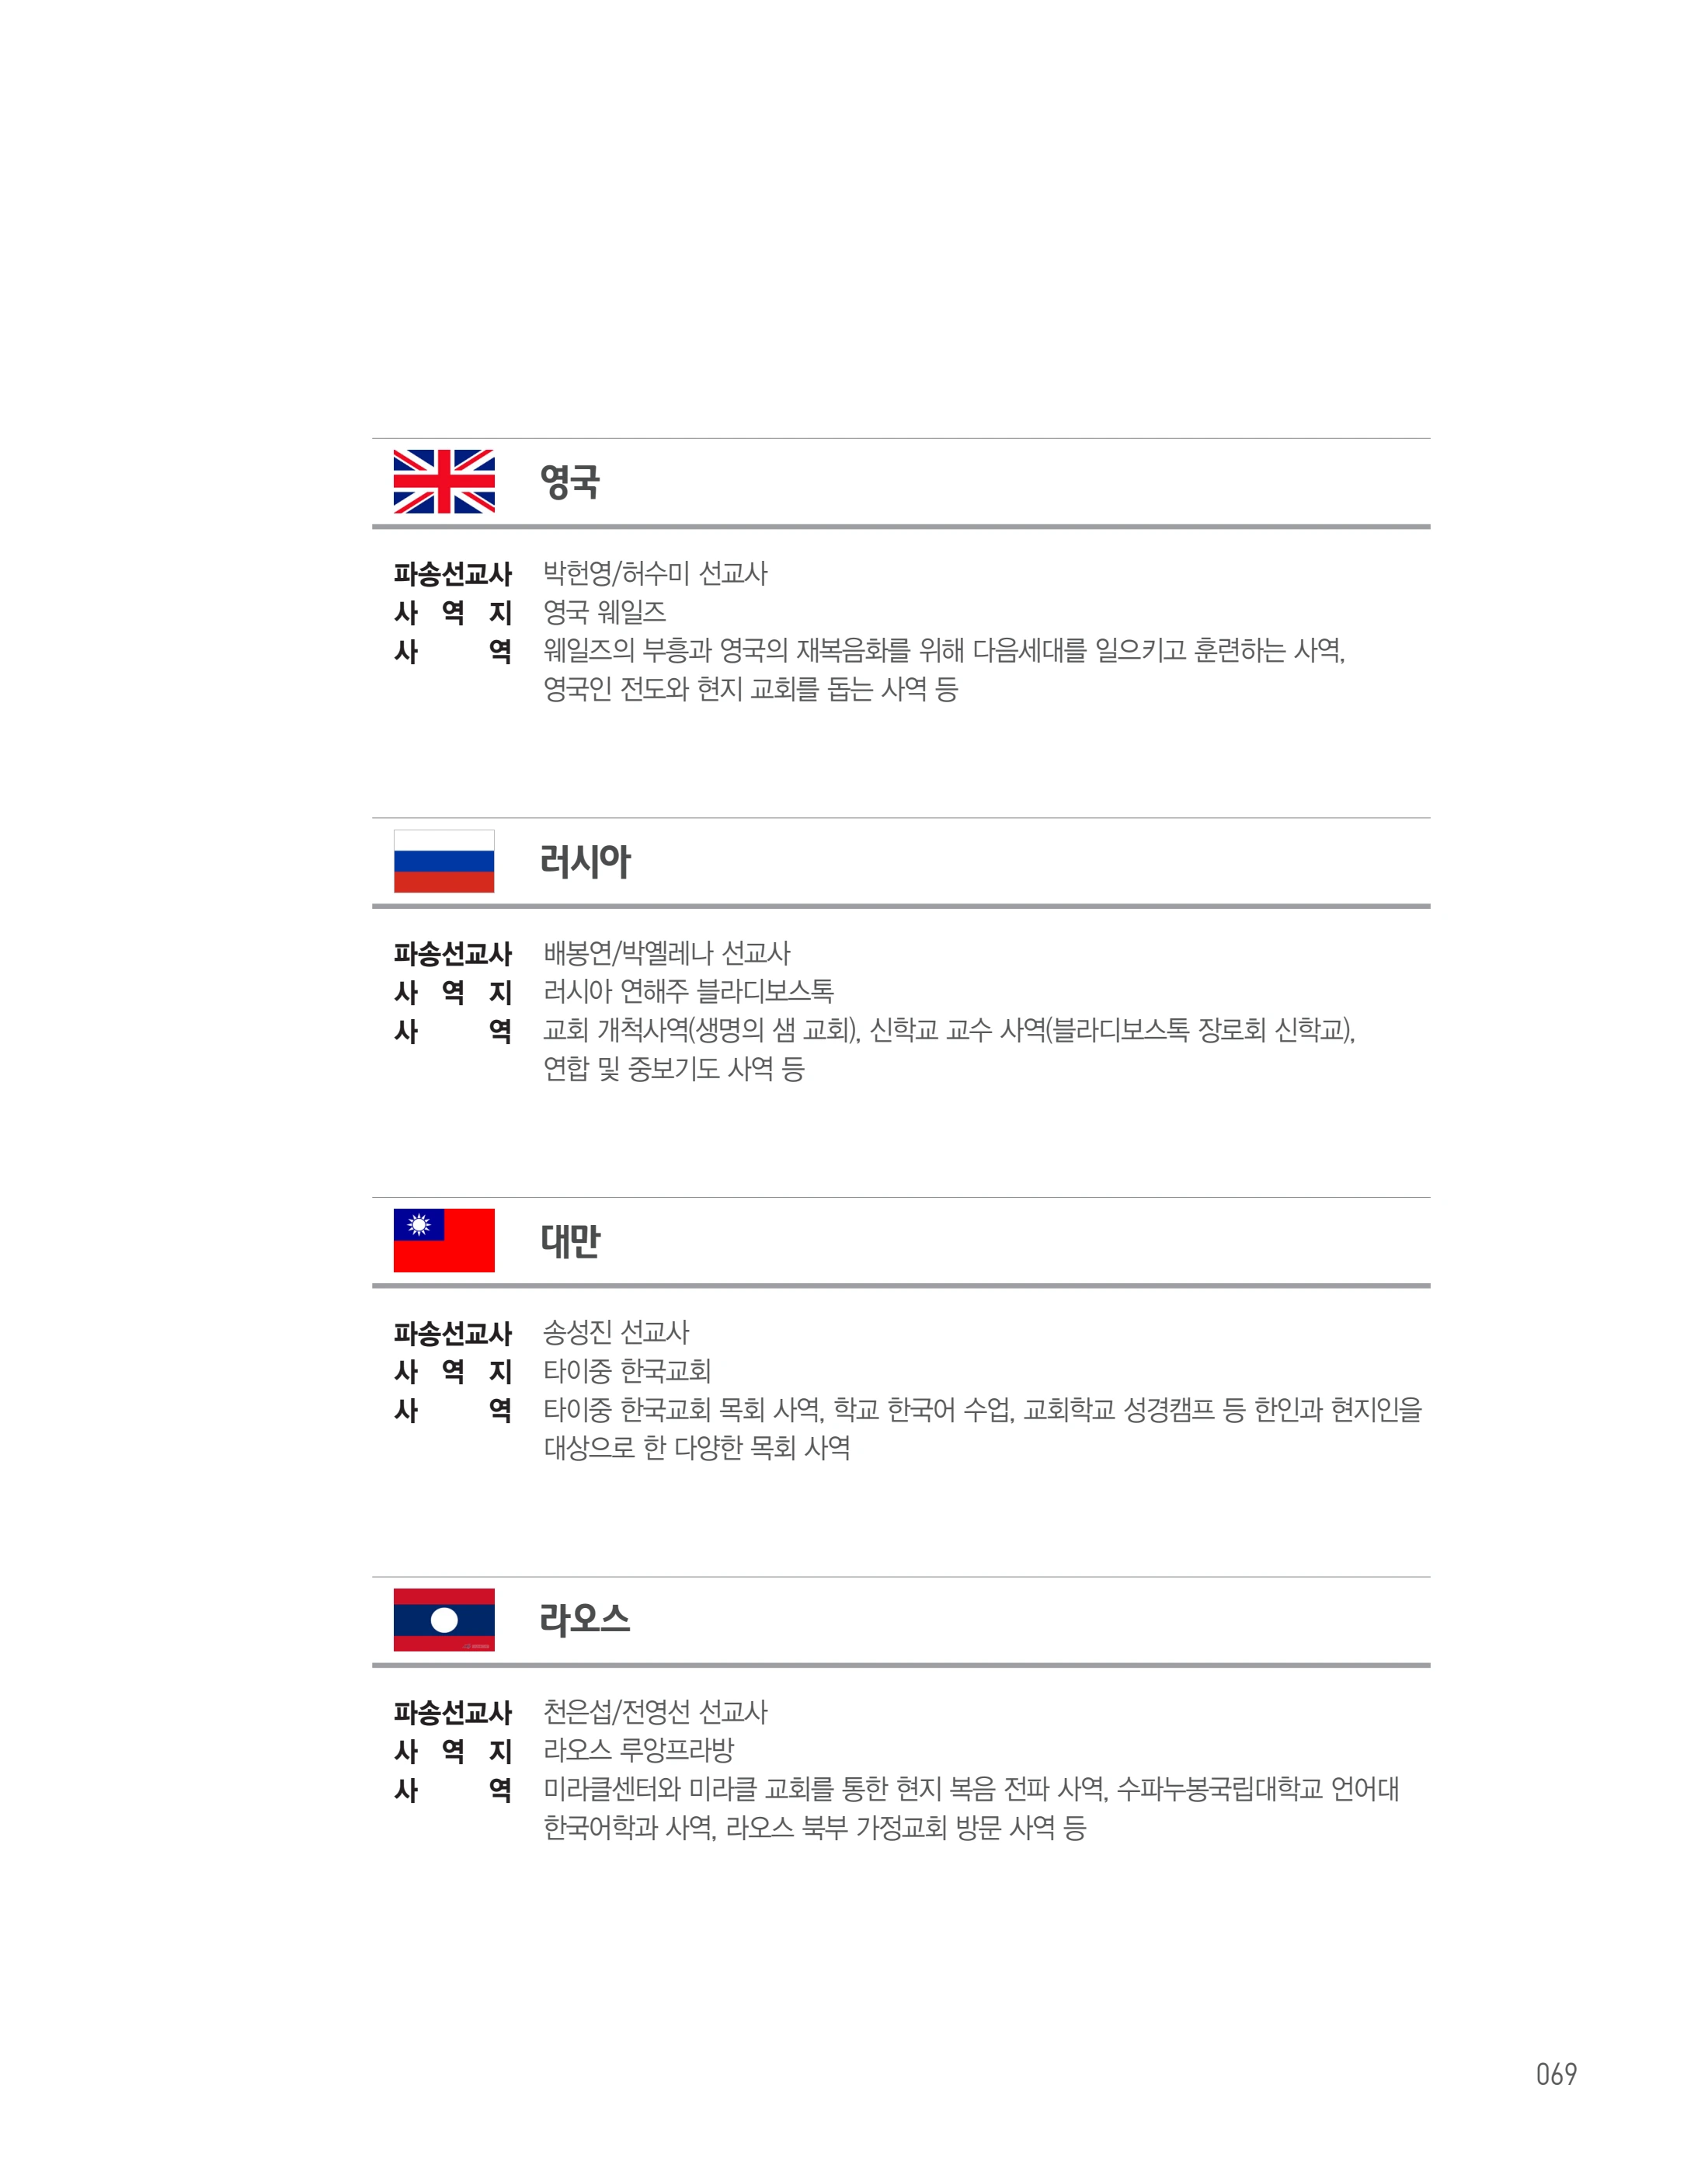 영국
파송선교사 박헌영/허수미 선교사
사 역 지 영국 웨일즈
사 역 웨일즈의 부흥과 영국의 재복음화를 위해 다음세대를 일으키고 훈련하는 사역,
영국인 전도와 현지 교회를 돕는 사역 등
러시아
파송선교사 배봉연/박옐레나 선교사
사 역 지 러시아 연해주 블라디보스톡
사 역 교회 개척사역(생명의 샘 교회), 신학교 교수 사역(블라디보스톡 장로회 신학교),
연합 및 중보기도 사역 등
대만
파송선교사 송성진 선교사
사 역 지 타이중 한국교회
사 역 타이중 한국교회 목회 사역, 학교 한국어 수업, 교회학교 성경캠프 등 한인과 현지인을
대상으로 한 다양한 목회 사역
라오스
파송선교사 천은섭/전영선 선교사
사 역 지 라오스 루앙프라방
사 역 미라클센터와 미라클 교회를 통한 현지 복음 전파 사역, 수파누봉국립대학교 언어대
한국어학과 사역, 라오스 북부 가정교회 방문 사역 등
069